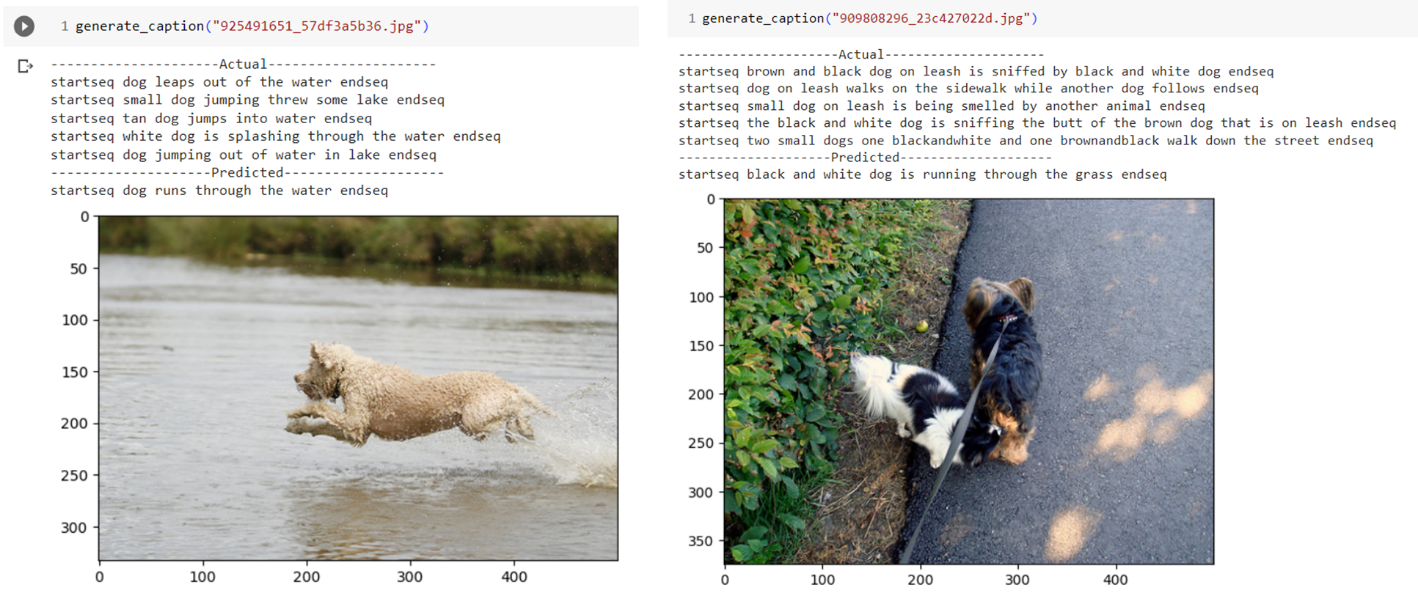 1 generate_caption("925491651_57df3a5b36.jpg")
---------------------Actual---------------------
startseq dog leaps out of the water endseq
startseq small dog jumping threw some lake endseq
startseq tan dog jumps into water endseq
startseq white dog is splashing through the water endseq
startseq dog jumping out of water in lake endseq
--------------------Predicted--------------------
startseq dog runs through the water endseq
0
50
100
150
200
250
300
0 100 200 300 400
1 generate_caption("909808296_23c427022d.jpg")
---------------------Actual---------------------
startseq brown and black dog on leash is sniffed by black and white dog endseq
startseq dog on leash walks on the sidewalk while another dog follows endseq
startseq small dog on leash is being smelled by another animal endseq
startseq the black and white dog is sniffing the butt of the brown dog that is on leash endseq
startseq two small dogs one blackandwhite and one brownandblack walk down the street endseq
--------------------Predicted--------------------
startseq black and white dog is running through the grass endseq
0
50
100
150
200
250
300
350
0 100 200 300 400